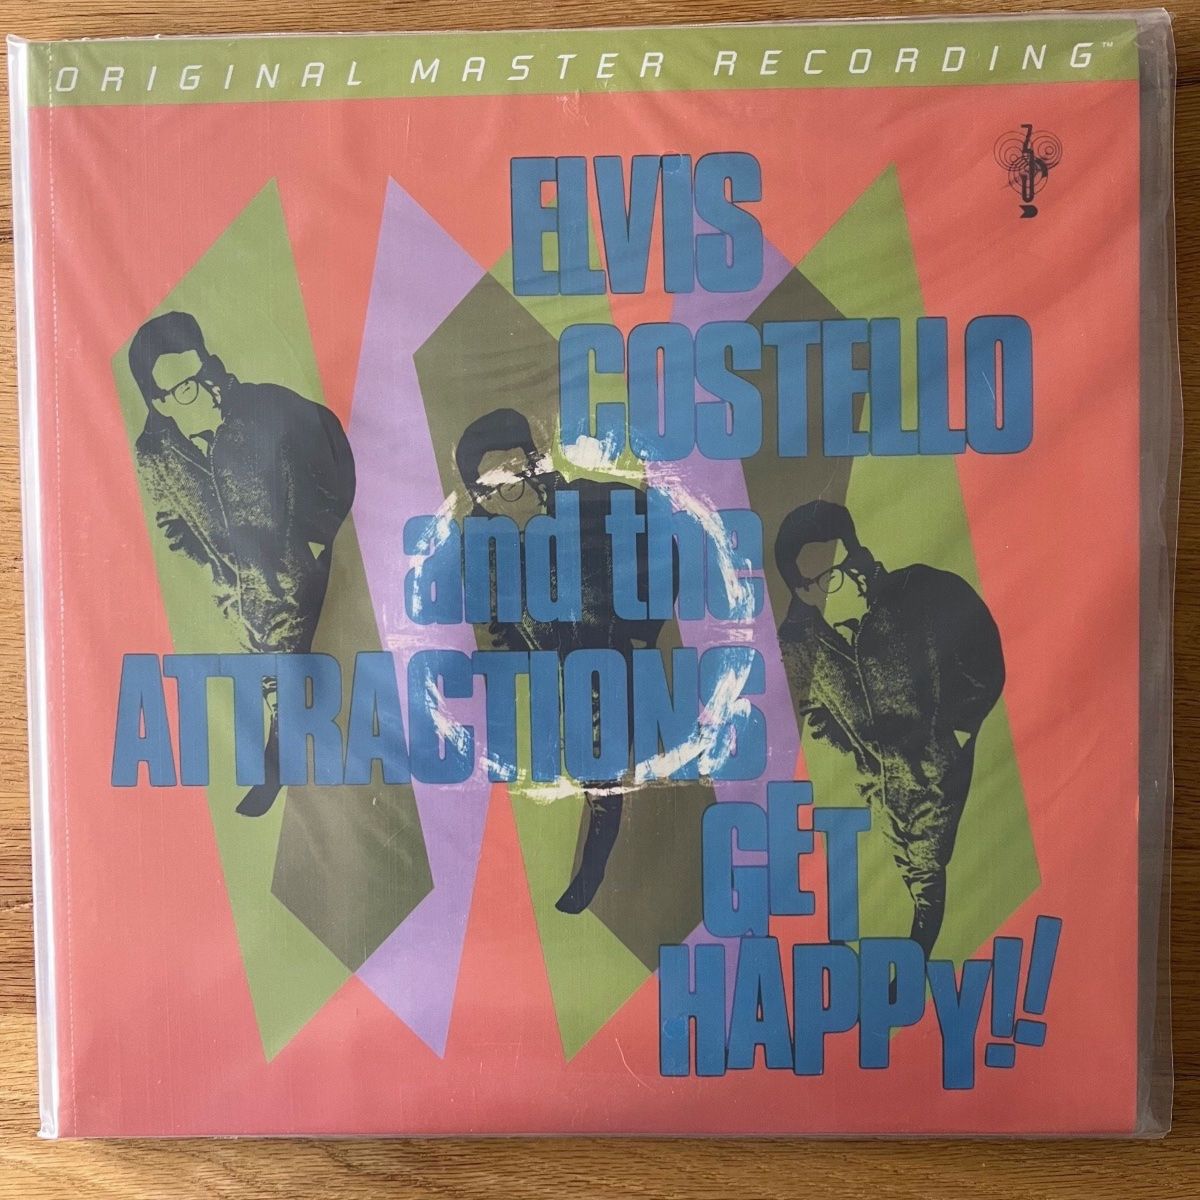 ORIGINAL MASTER RECORDING™
ELVIS
COSTELLO
and the
ATTRACTIONS
GET
HAPPY!!